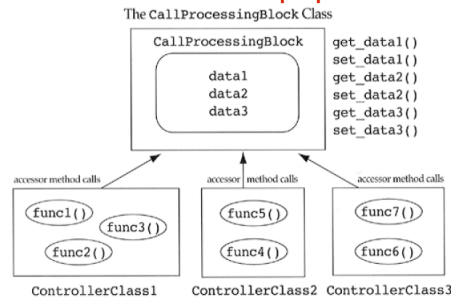 The CallProcessingBlock Class
CallProcessingBlock
data1
data2
data3
get_data1()
set_data1()
get_data2()
set_data2()
get_data3()
set_data3()
accessor method calls
accessor method calls
accessor method calls
func1()
func3()
func2()
func5()
func4()
func7()
func6()
ControllerClass1
ControllerClass2
ControllerClass3